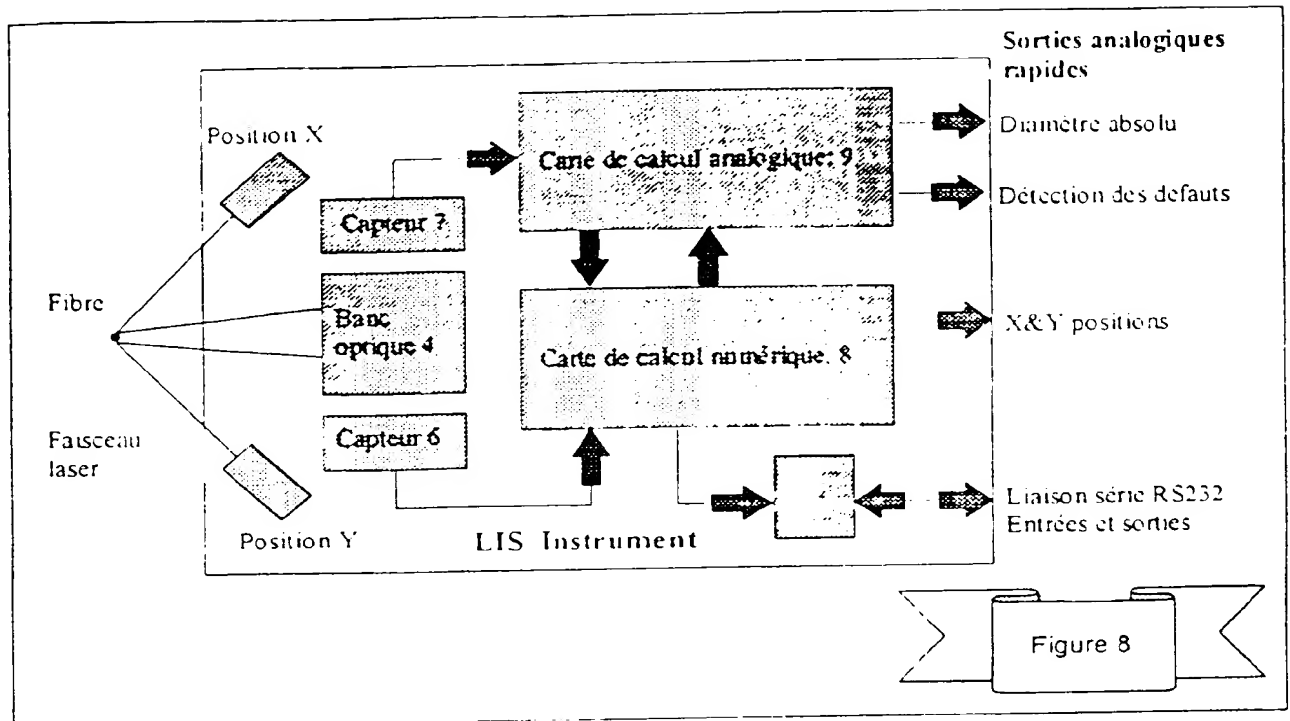 Sorties analogiques
rapides
Position X
Carte de calcul analogique: 9
Diamètre absolu
Détection des défauts
Capteur 7
Fibre
Banc
optique 4
Carte de calcul numérique. 8
X&Y positions
Capteur 6
Faisceau
laser
Position Y
LIS Instrument
Liaison série RS232
Entrées et sorties
Figure 8